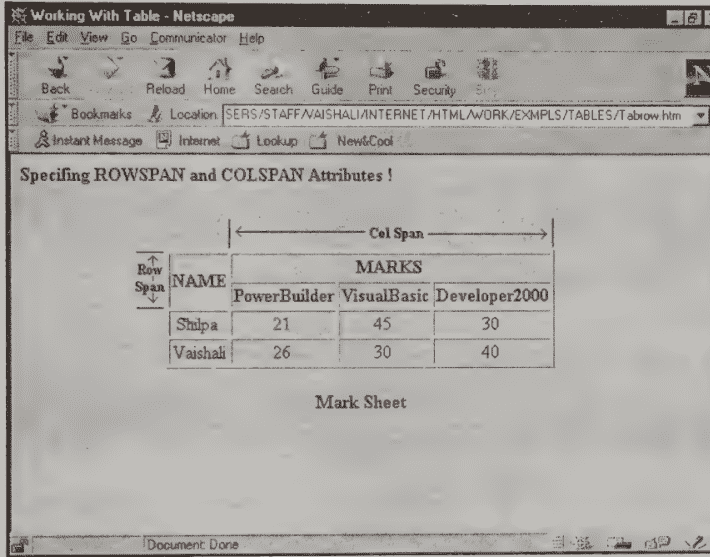 Working With Table - Netscape
File Edit View Go Communicator Help
Back Reload Home Search Guide Print Security
Bookmarks Location SERS/STAFF/VAISHALI/INTERNET/HTML/WORK/EXMPLS/TABLES/Tabrow.htm
Instant Message Internet Lookup New&Cool
Specifing ROWSPAN and COLSPAN Attributes !
Col Span
Row Span
NAME MARKS
PowerBuilder VisualBasic Developer2000
Shilpa 21 45 30
Vaishali 26 30 40
Mark Sheet
Document: Done